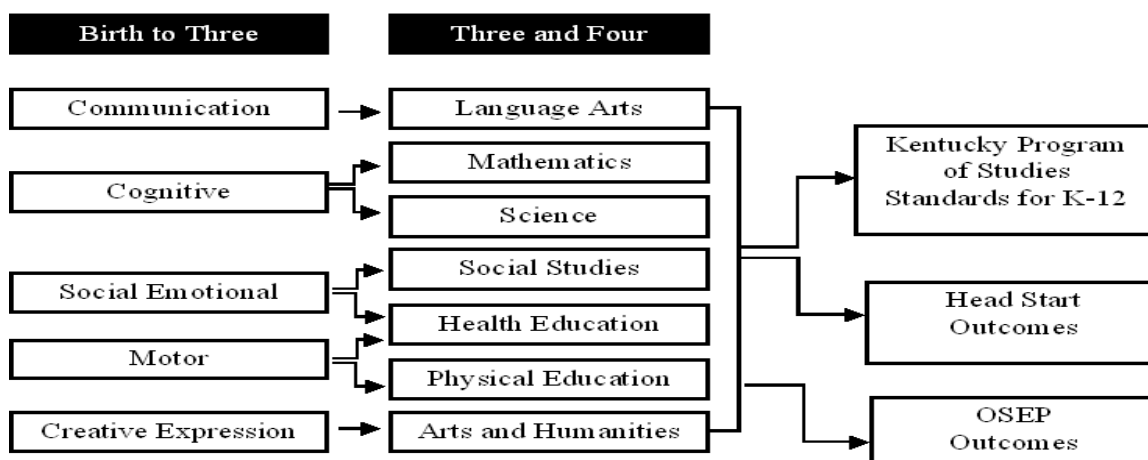 Birth to Three
Three and Four
Communication
Language Arts
Mathematics
Cognitive
Science
Social Studies
Social Emotional
Health Education
Motor
Physical Education
Creative Expression
Arts and Humanities
Kentucky Program
of Studies
Standards for K-12
Head Start
Outcomes
OSEP
Outcomes